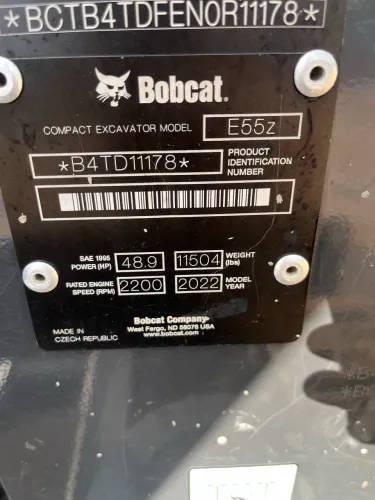 *BCTB4TDFEN0R11178*
Bobcat.
COMPACT EXCAVATOR MODEL E55z
*B4TD11178* PRODUCT IDENTIFICATION NUMBER
SAE 1995 POWER (HP) 48.9 11504 WEIGHT (lbs)
RATED ENGINE SPEED (RPM) 2200 2022 MODEL YEAR
Bobcat Company
West Fargo, ND 58078 USA
www.bobcat.com
MADE IN
CZECH REPUBLIC